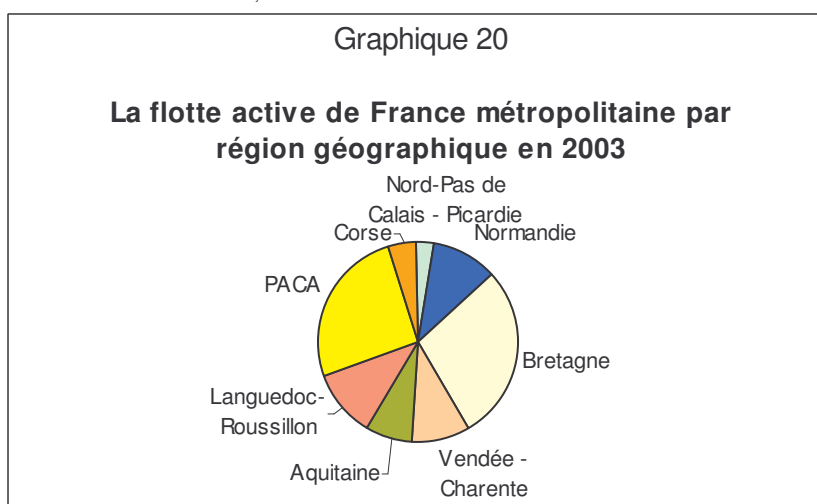 Graphique 20
La flotte active de France métropolitaine par
région géographique en 2003
Nord-Pas de
Calais - Picardie
Corse
Normandie
PACA
Bretagne
Languedoc-
Roussillon
Aquitaine
Vendée -
Charente